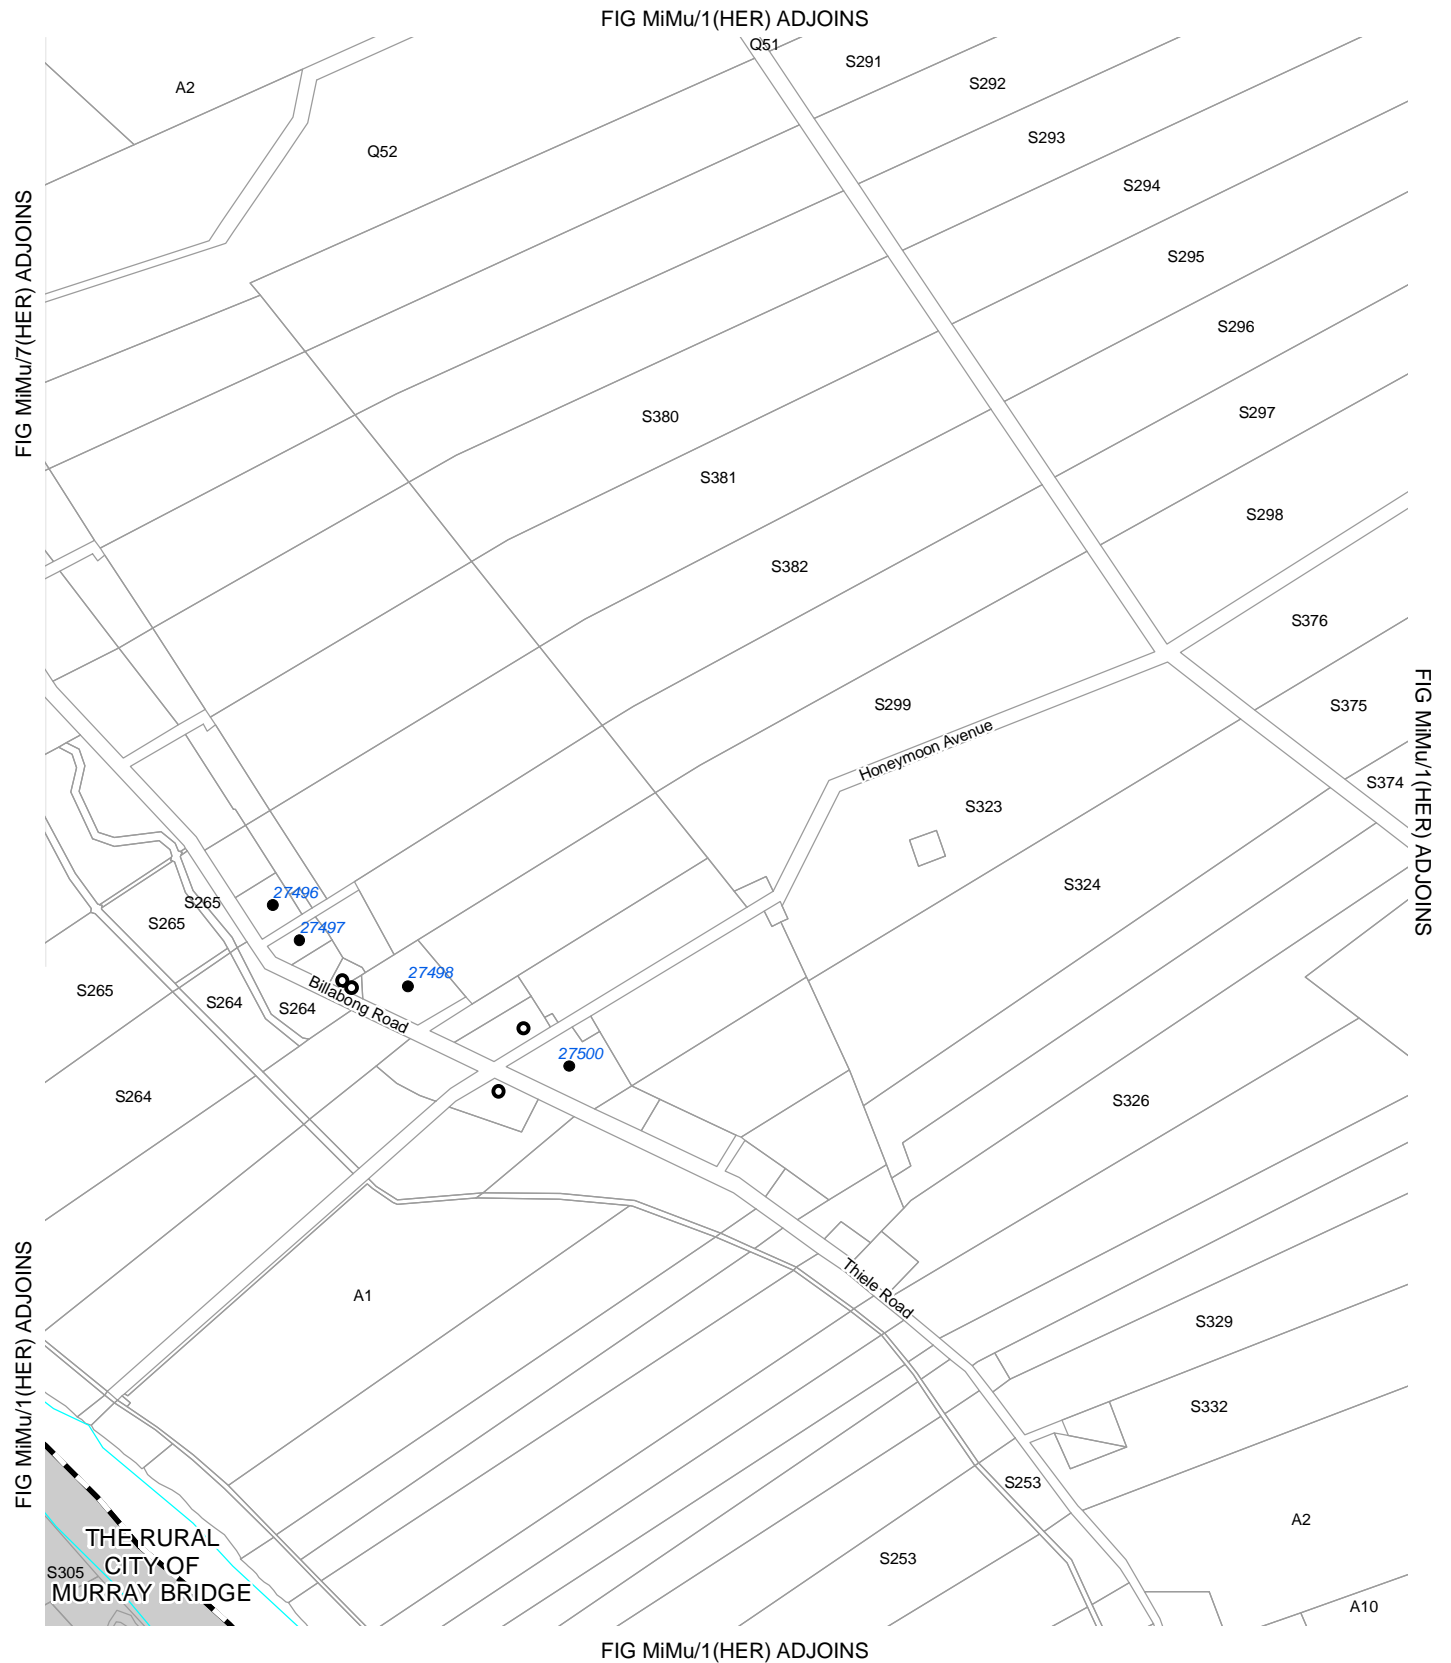 FIG MiMu/1(HER) ADJOINS
Q51
S291
A2
S292
S293
Q52
S294
FIG MiMu/7(HER) ADJOINS
S295
S296
S380
S297
S381
S298
S382
S376
S299
S375
Honeymoon Avenue
FIG MiMu/1(HER) ADJOINS
S374
S323
S324
27496
S265
S265
27497
27498
S265
S264
S264
Billabong Road
27500
S264
S326
A1
Thiele Road
FIG MiMu/1(HER) ADJOINS
S329
S332
S253
A2
THE RURAL
CITY OF
MURRAY BRIDGE
S305
S253
A10
FIG MiMu/1(HER) ADJOINS